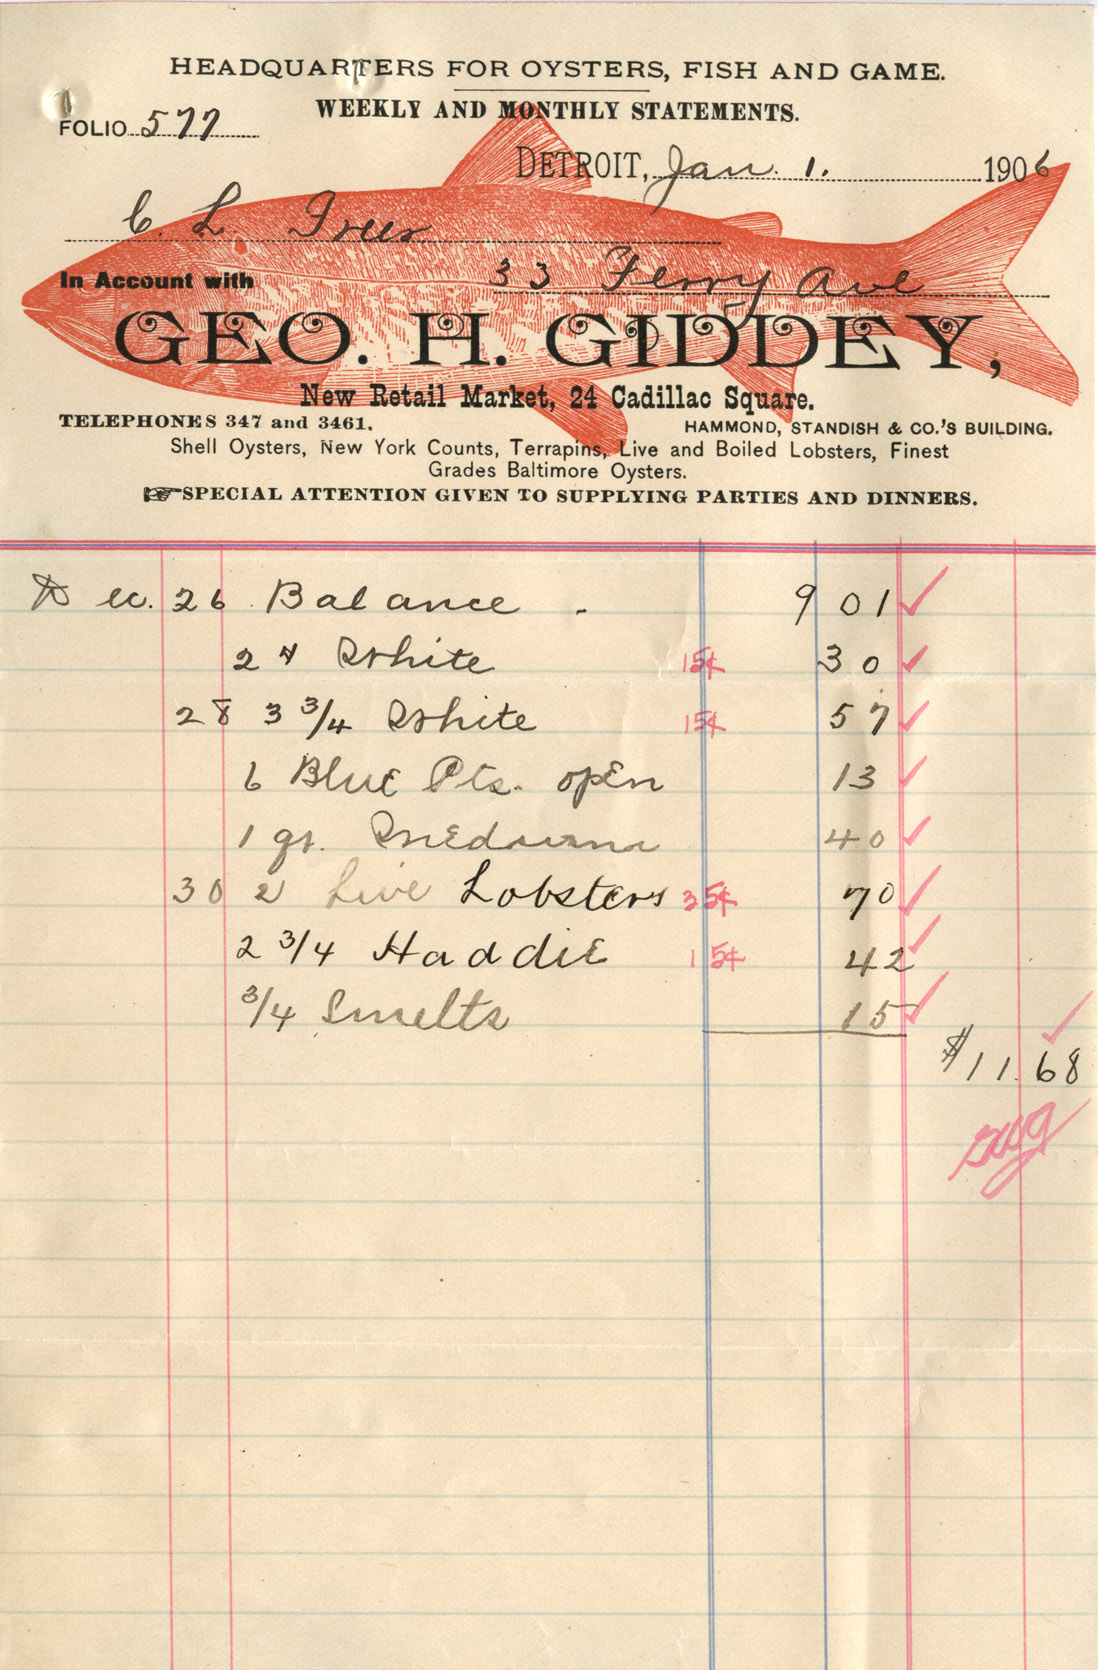 HEADQUARTERS FOR OYSTERS, FISH AND GAME.
WEEKLY AND MONTHLY STATEMENTS.
FOLIO 577
DETROIT, Jan. 1. 1906
C. L. Freer
In Account with 33 Ferry Ave
GEO. H. GIDDEY,
New Retail Market, 24 Cadillac Square.
TELEPHONES 347 and 3461. HAMMOND, STANDISH & CO.'S BUILDING.
Shell Oysters, New York Counts, Terrapins, Live and Boiled Lobsters, Finest
Grades Baltimore Oysters.
SPECIAL ATTENTION GIVEN TO SUPPLYING PARTIES AND DINNERS.
Dec. 26 Balance - 9 01
2 # White 15¢ 30
28 3 3/4 White 15¢ 57
6 Blue Pts. open 13
1 qt. 40
30 2 Live Lobsters 35¢ 70
2 3/4 Haddie 15¢ 42
3/4 Smelts 15
$11.68